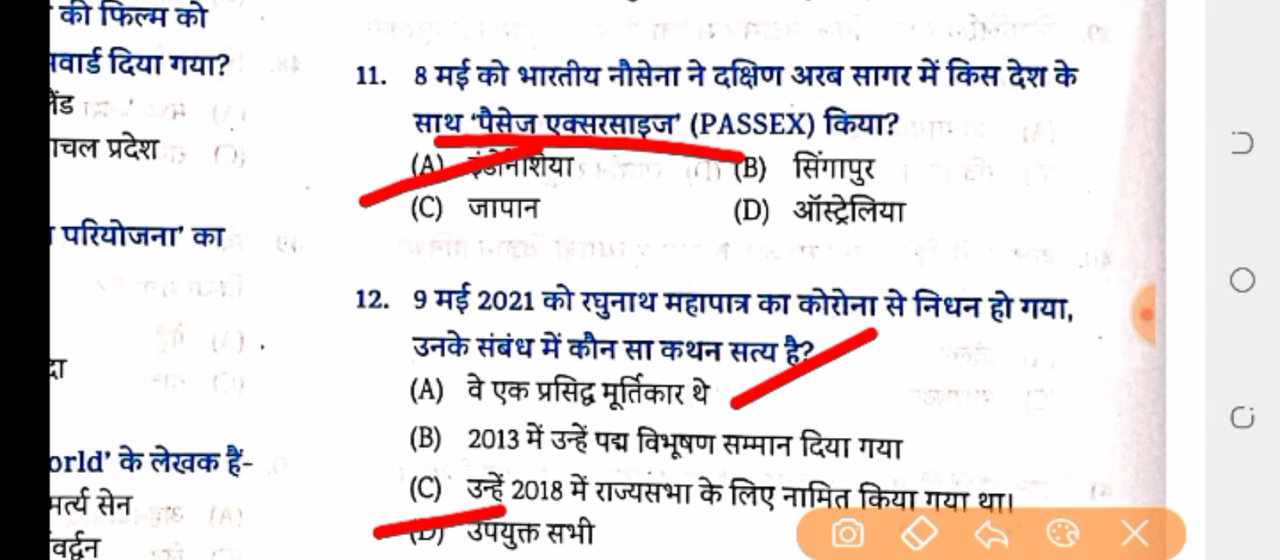 की फिल्म को
वार्ड दिया गया?
ैंड
ाचल प्रदेश
परियोजना' का
दा
orld' के लेखक हैं-
मर्त्य सेन
वर्द्धन
11. 8 मई को भारतीय नौसेना ने दक्षिण अरब सागर में किस देश के
साथ 'पैसेज एक्सरसाइज' (PASSEX) किया?
(A) इंडोनेशिया (B) सिंगापुर
(C) जापान (D) ऑस्ट्रेलिया
12. 9 मई 2021 को रघुनाथ महापात्र का कोरोना से निधन हो गया,
उनके संबंध में कौन सा कथन सत्य है?
(A) वे एक प्रसिद्ध मूर्तिकार थे
(B) 2013 में उन्हें पद्म विभूषण सम्मान दिया गया
(C) उन्हें 2018 में राज्यसभा के लिए नामित किया गया था।
(D) उपयुक्त सभी